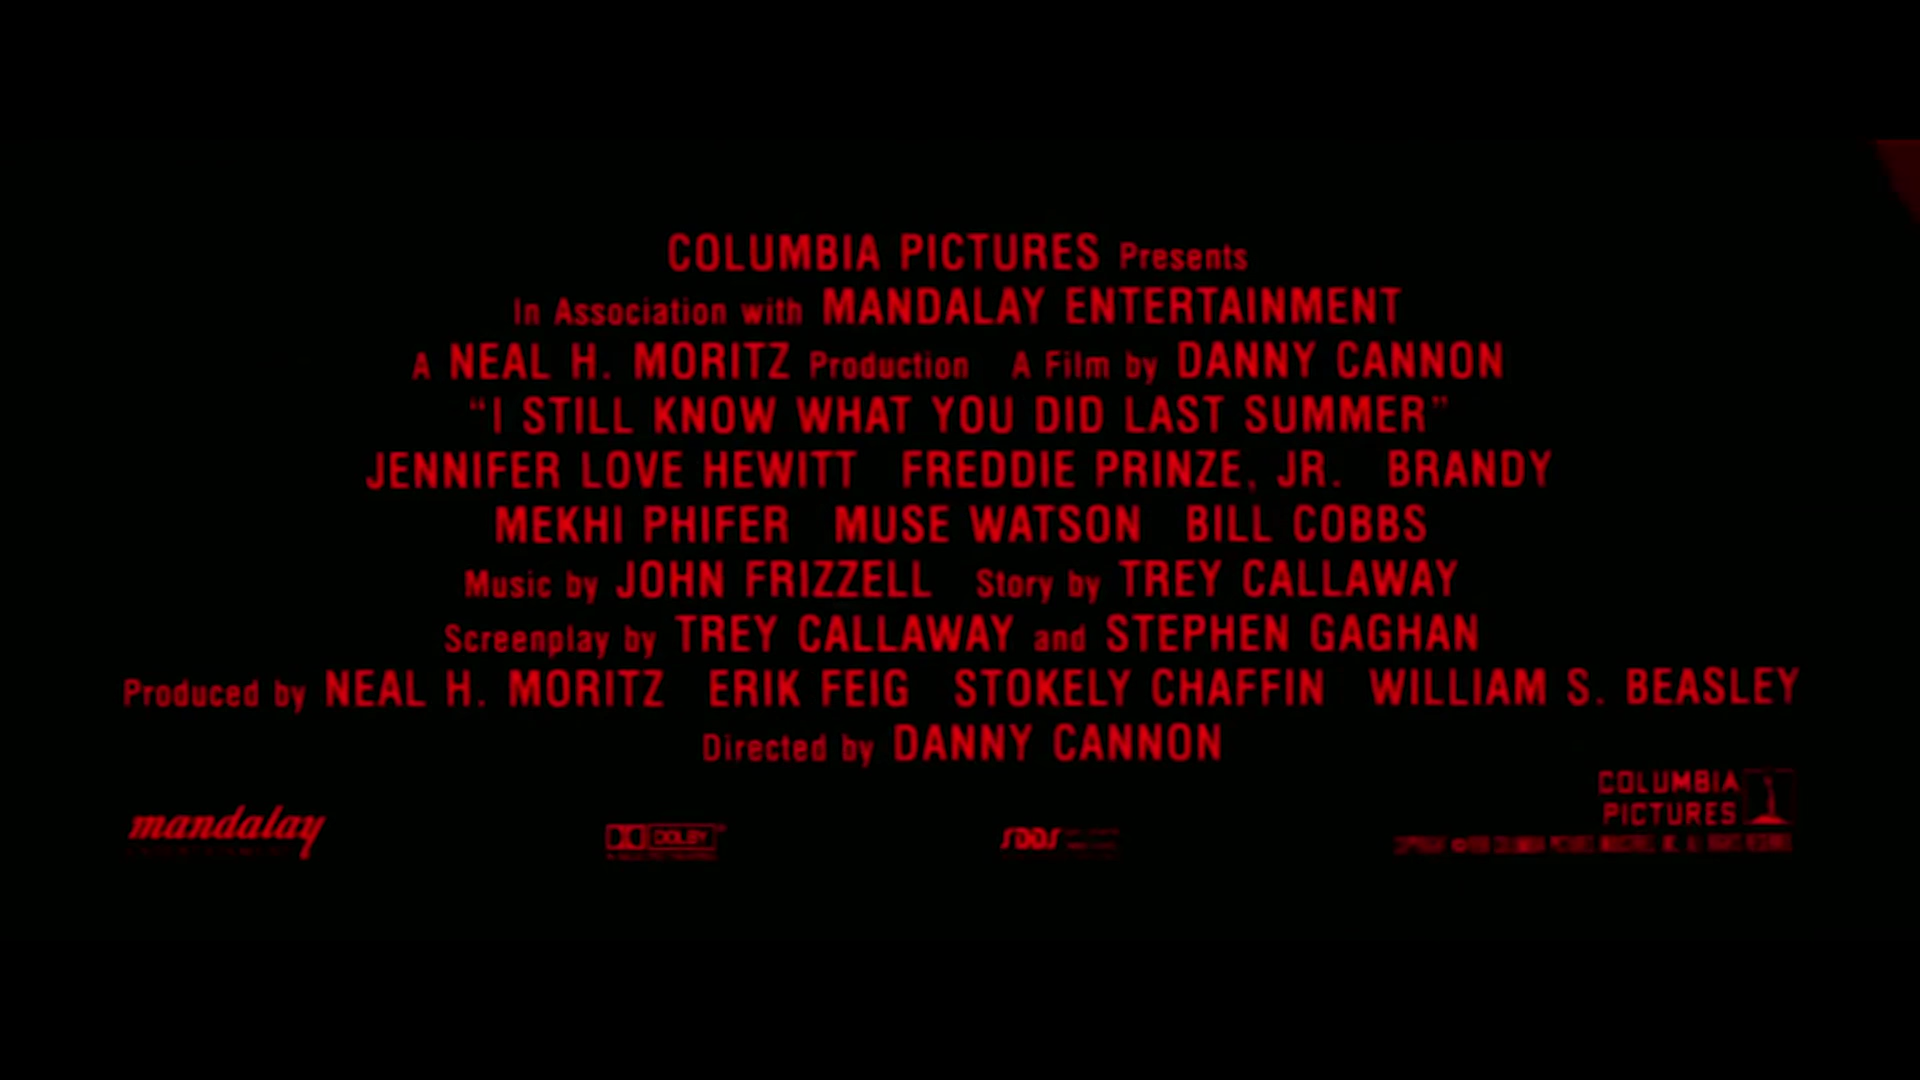 COLUMBIA PICTURES Presents
In Association with MANDALAY ENTERTAINMENT
A NEAL H. MORITZ Production A Film by DANNY CANNON
“I STILL KNOW WHAT YOU DID LAST SUMMER”
JENNIFER LOVE HEWITT FREDDIE PRINZE, JR. BRANDY
MEKHI PHIFER MUSE WATSON BILL COBBS
Music by JOHN FRIZZELL Story by TREY CALLAWAY
Screenplay by TREY CALLAWAY and STEPHEN GAGHAN
Produced by NEAL H. MORITZ ERIK FEIG STOKELY CHAFFIN WILLIAM S. BEASLEY
Directed by DANNY CANNON
mandalay
DOLBY
SDDS
COLUMBIA
PICTURES